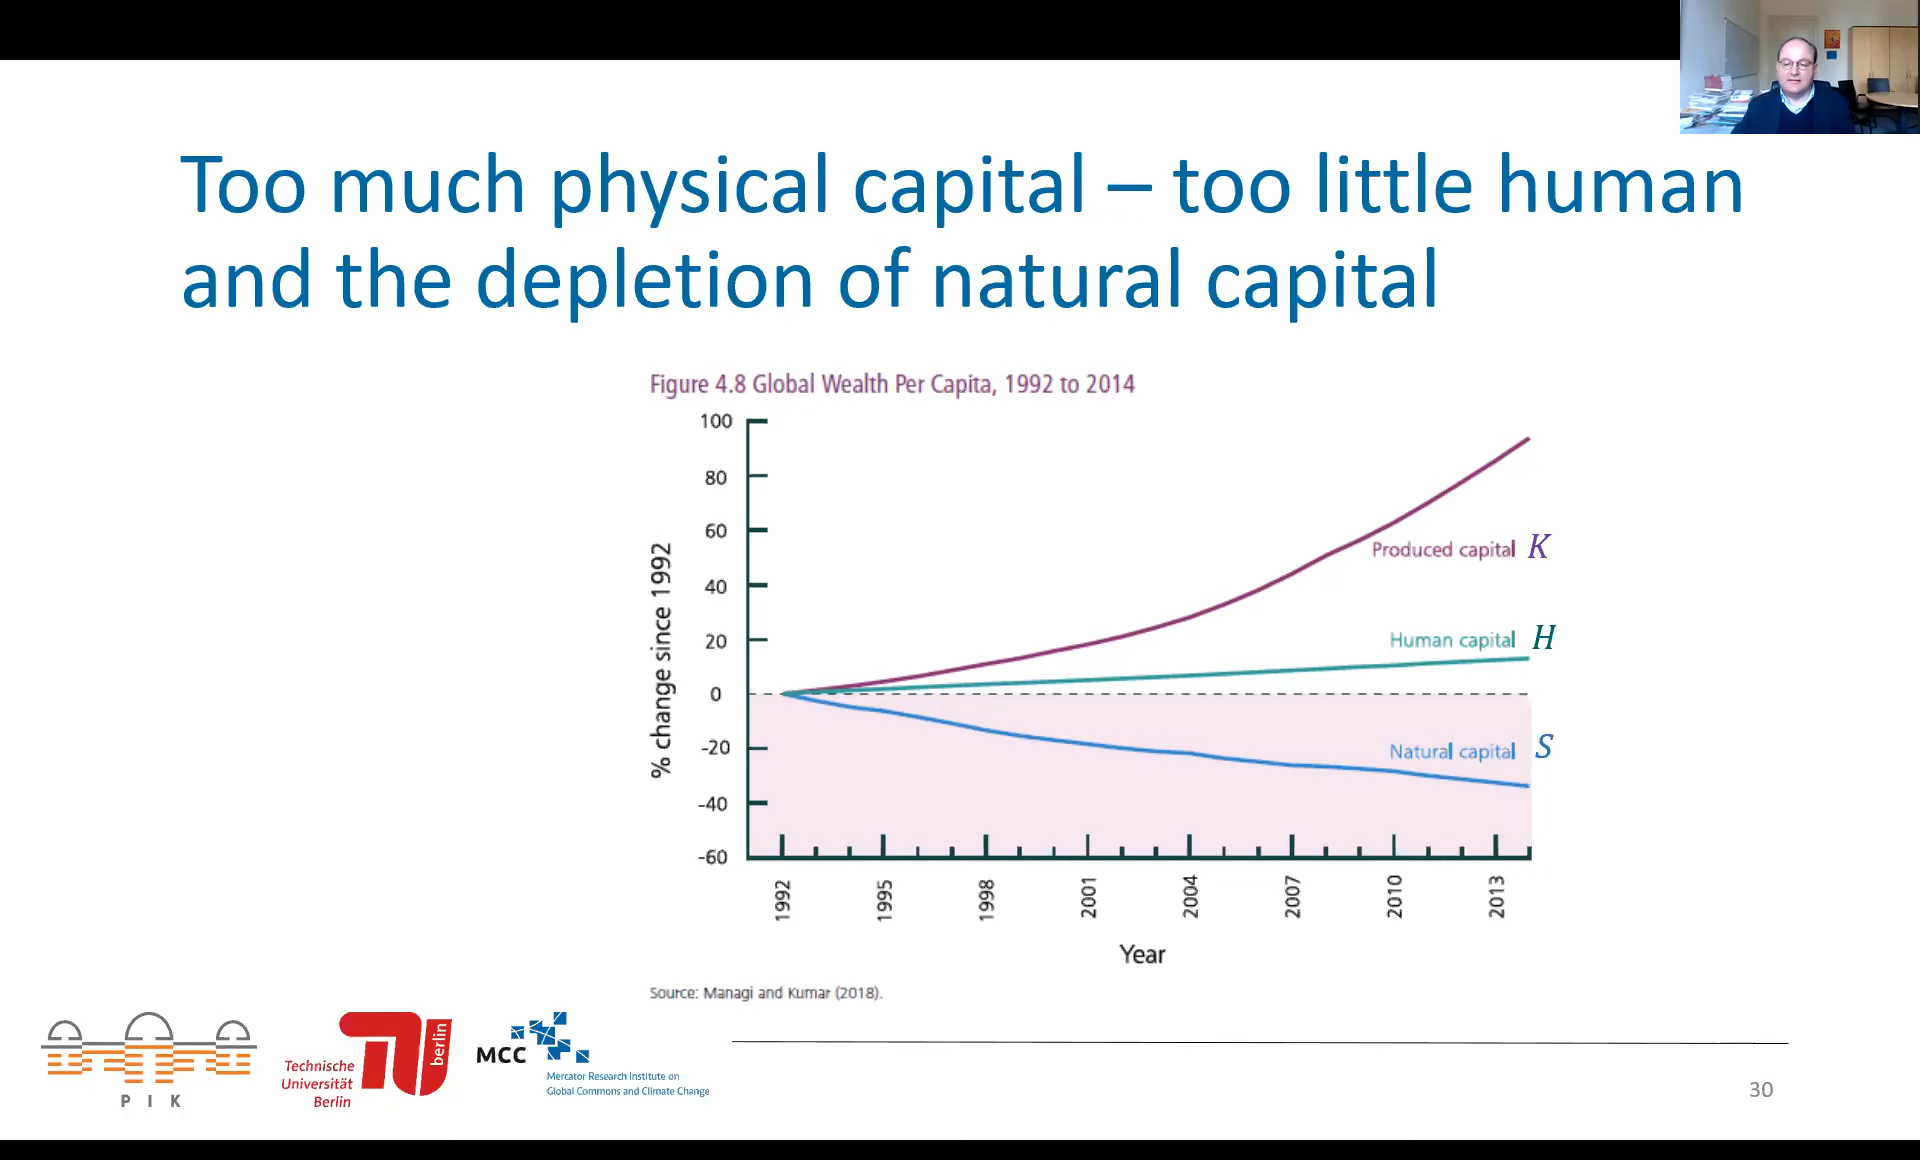 Too much physical capital – too little human
and the depletion of natural capital
Figure 4.8 Global Wealth Per Capita, 1992 to 2014
% change since 1992
100
80
60
40
20
0
-20
-40
-60
Produced capital K
Human capital H
Natural capital S
1992
1995
1998
2001
2004
2007
2010
2013
Year
Source: Managi and Kumar (2018).
P I K
Technische
Universität
Berlin
berlin
MCC
Mercator Research Institute on
Global Commons and Climate Change
30